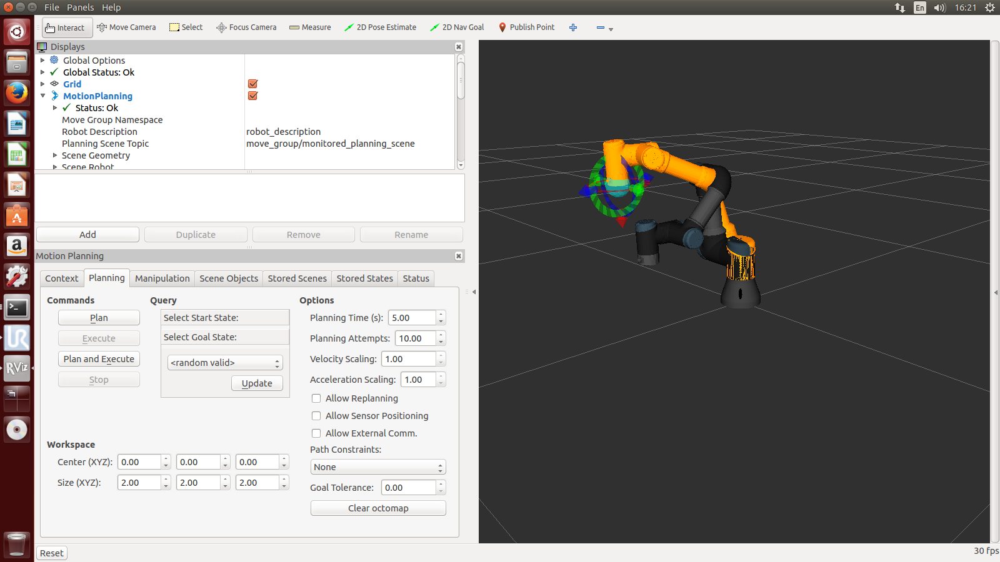 File Panels Help En 16:21
Interact Move Camera Select Focus Camera Measure 2D Pose Estimate 2D Nav Goal Publish Point
Displays
Global Options
Global Status: Ok
Grid
MotionPlanning
Status: Ok
Move Group Namespace
Robot Description robot_description
Planning Scene Topic move_group/monitored_planning_scene
Scene Geometry
Scene Robot
Add Duplicate Remove Rename
Motion Planning
Context Planning Manipulation Scene Objects Stored Scenes Stored States Status
Commands Query Options
Plan Select Start State: Planning Time (s): 5.00
Execute Select Goal State: Planning Attempts: 10.00
Plan and Execute <random valid> Velocity Scaling: 1.00
Stop Update Acceleration Scaling: 1.00
Allow Replanning
Allow Sensor Positioning
Allow External Comm.
Workspace Path Constraints:
Center (XYZ): 0.00 0.00 0.00 None
Size (XYZ): 2.00 2.00 2.00 Goal Tolerance: 0.00
Clear octomap
Reset 30 fps
UR
RViz